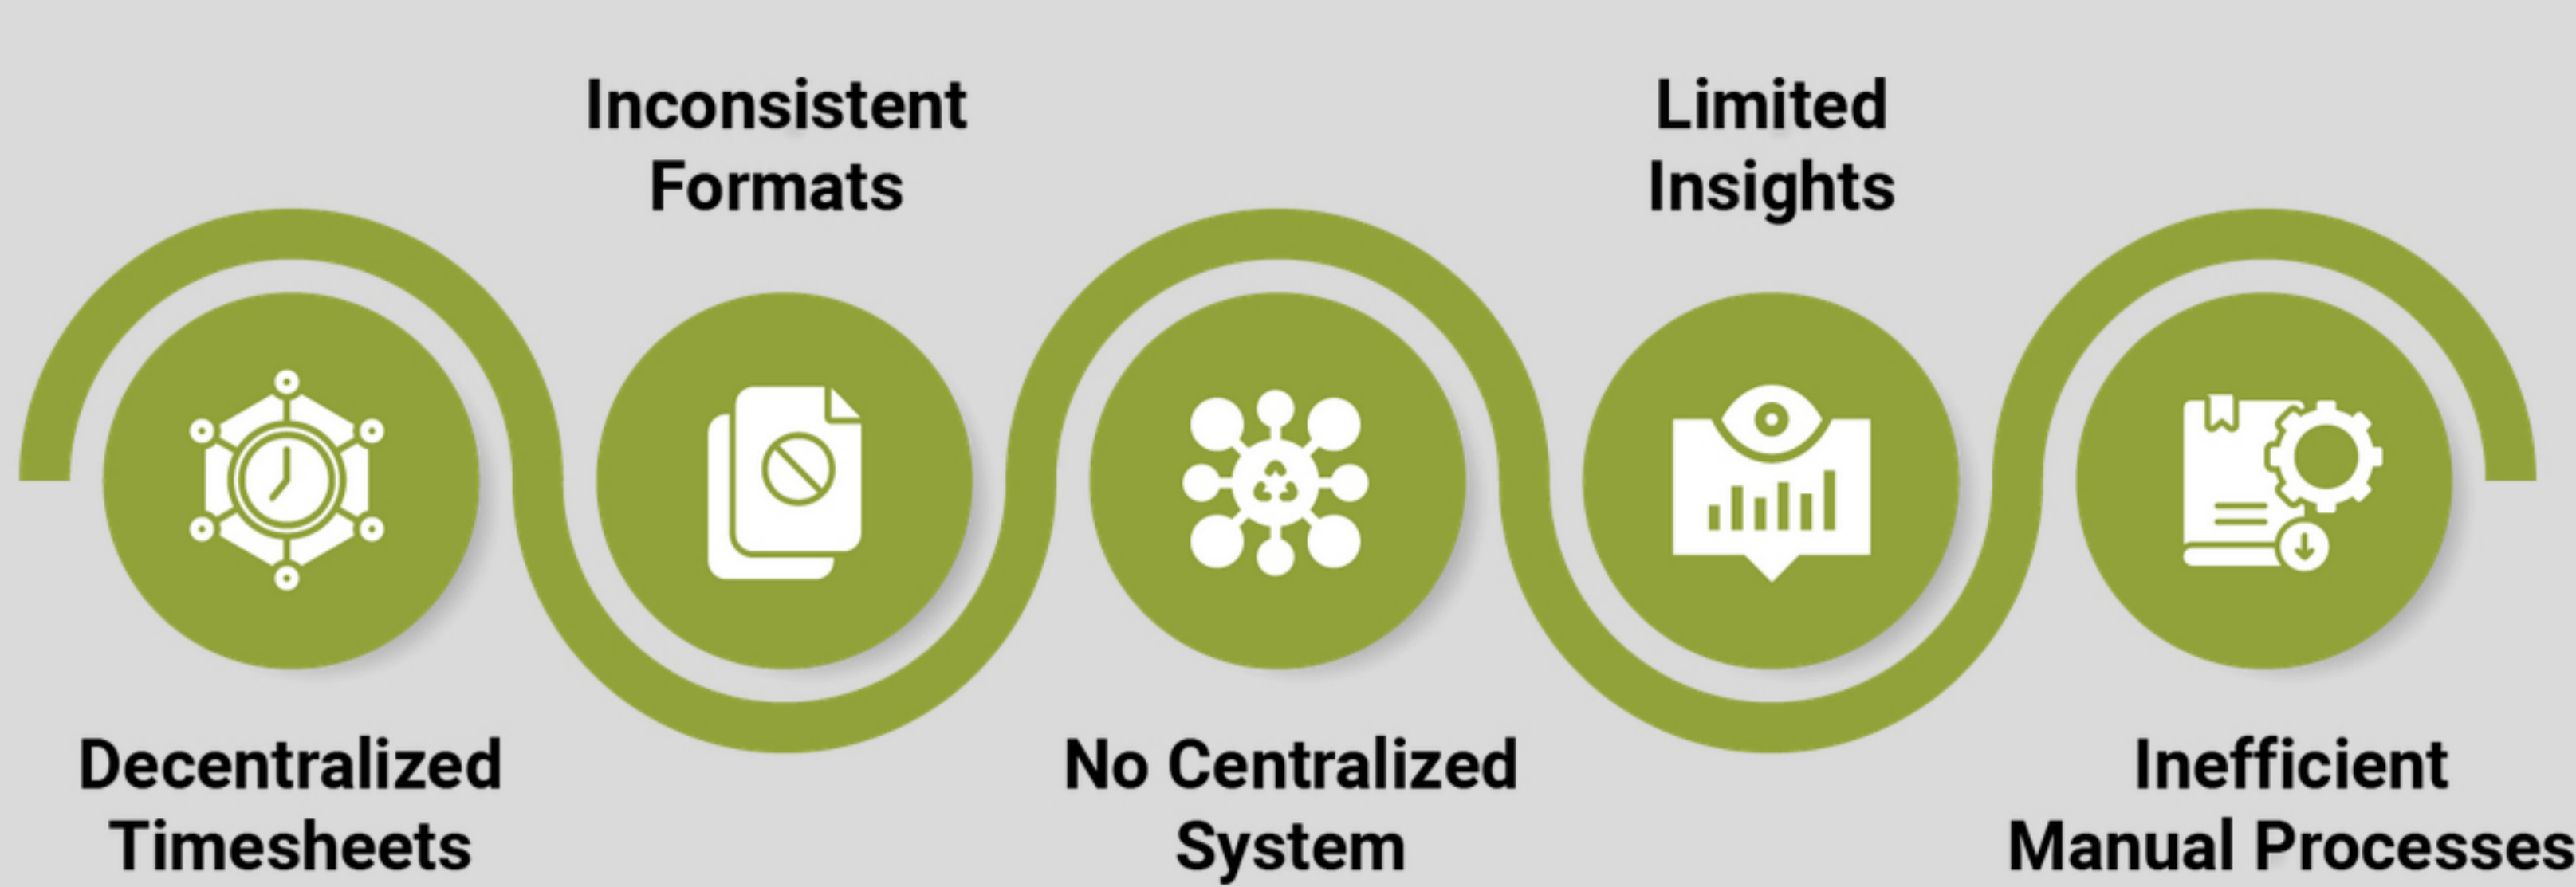 Decentralized
Timesheets
Inconsistent
Formats
No Centralized
System
Limited
Insights
Inefficient
Manual Processes